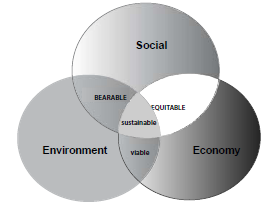 Social
BEARABLE
EQUITABLE
sustainable
Environment
viable
Economy